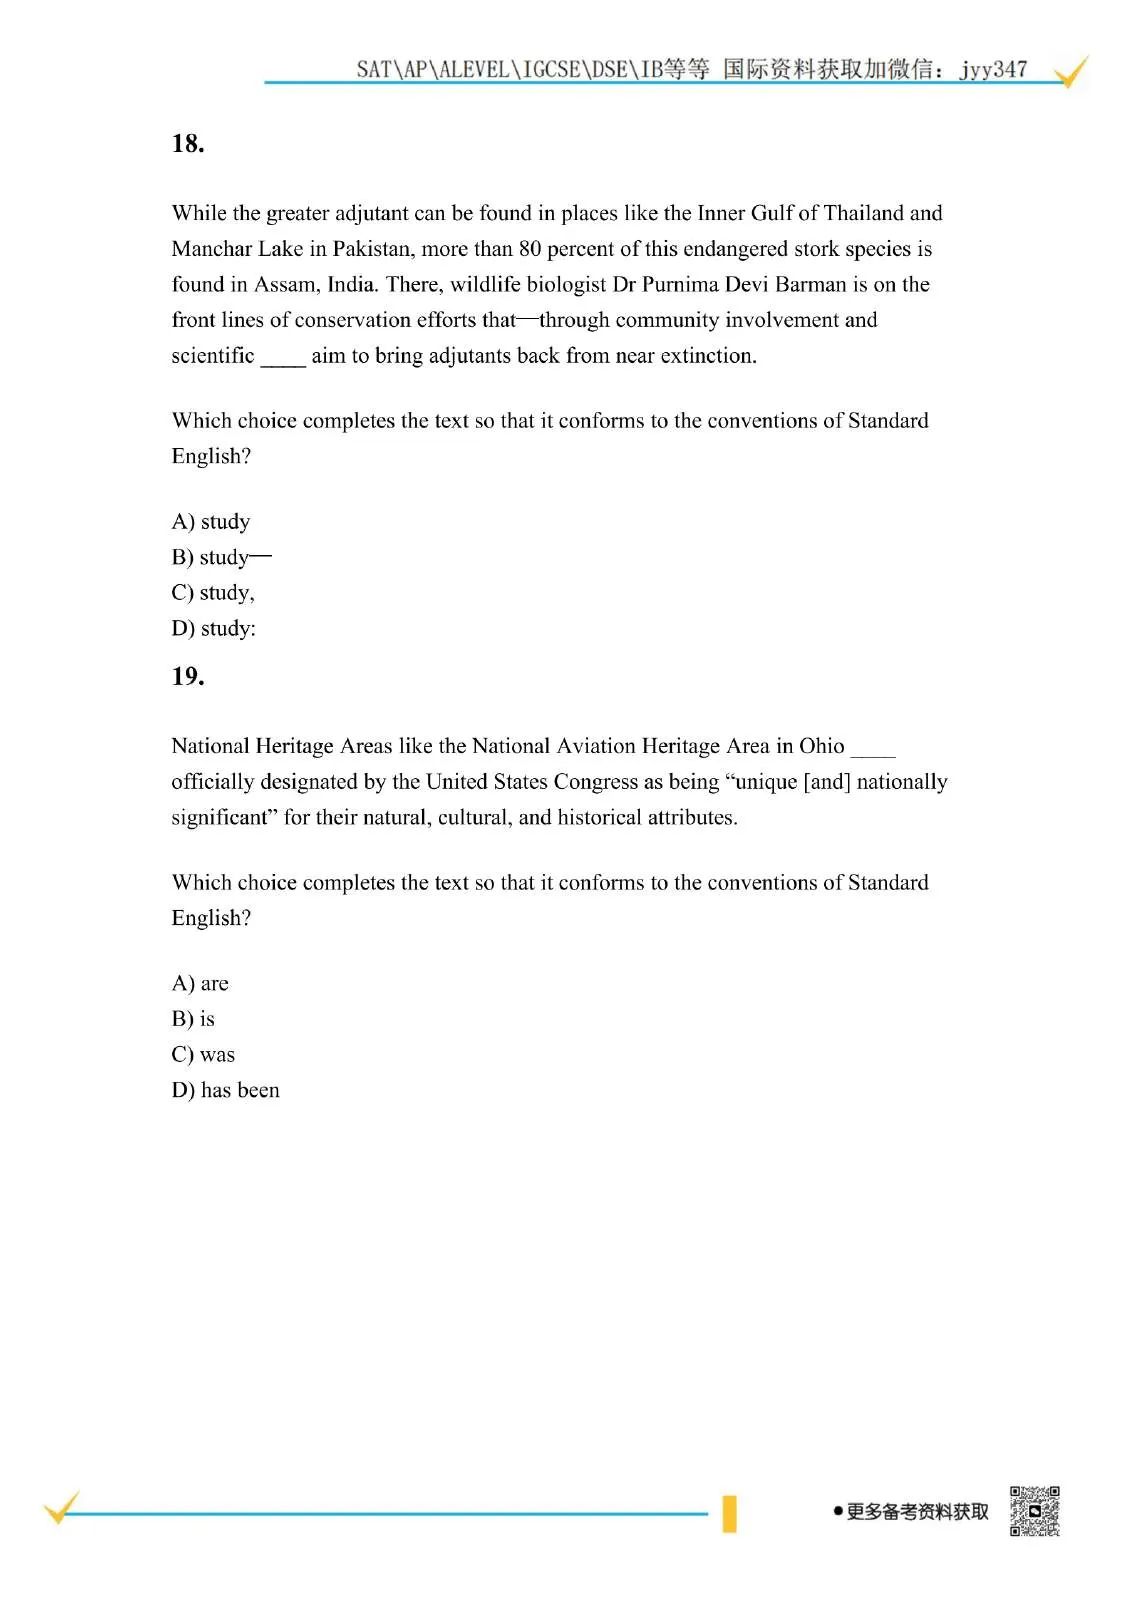 SAT\AP\ALEVEL\IGCSE\DSE\IB等等 国际资料获取加微信：jyy347
18.
While the greater adjutant can be found in places like the Inner Gulf of Thailand and
Manchar Lake in Pakistan, more than 80 percent of this endangered stork species is
found in Assam, India. There, wildlife biologist Dr Purnima Devi Barman is on the
front lines of conservation efforts that—through community involvement and
scientific ____ aim to bring adjutants back from near extinction.
Which choice completes the text so that it conforms to the conventions of Standard
English?
A) study
B) study—
C) study,
D) study:
19.
National Heritage Areas like the National Aviation Heritage Area in Ohio ____
officially designated by the United States Congress as being “unique [and] nationally
significant” for their natural, cultural, and historical attributes.
Which choice completes the text so that it conforms to the conventions of Standard
English?
A) are
B) is
C) was
D) has been
●更多备考资料获取